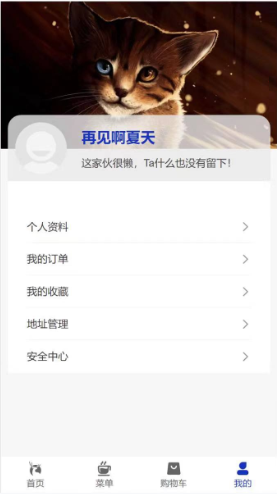 再见啊夏天
这家伙很懒，Ta什么也没有留下！
个人资料
我的订单
我的收藏
地址管理
安全中心
首页
菜单
购物车
我的